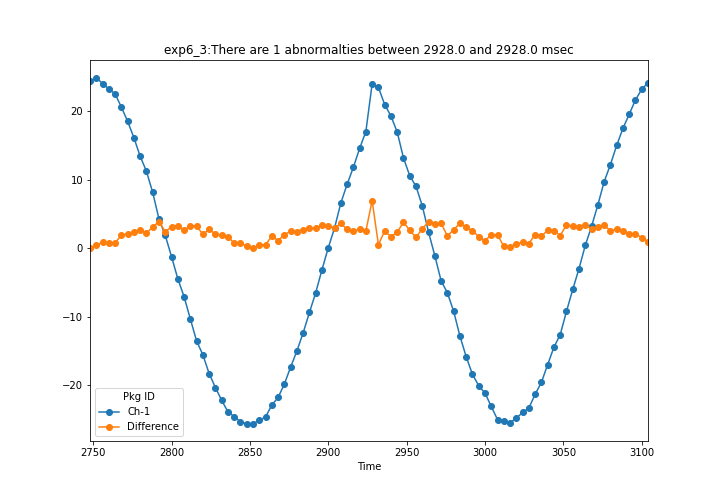 exp6_3:There are 1 abnormalties between 2928.0 and 2928.0 msec
20
10
0
−10
−20
Pkg ID
Ch-1
Difference
2750 2800 2850 2900 2950 3000 3050 3100
Time